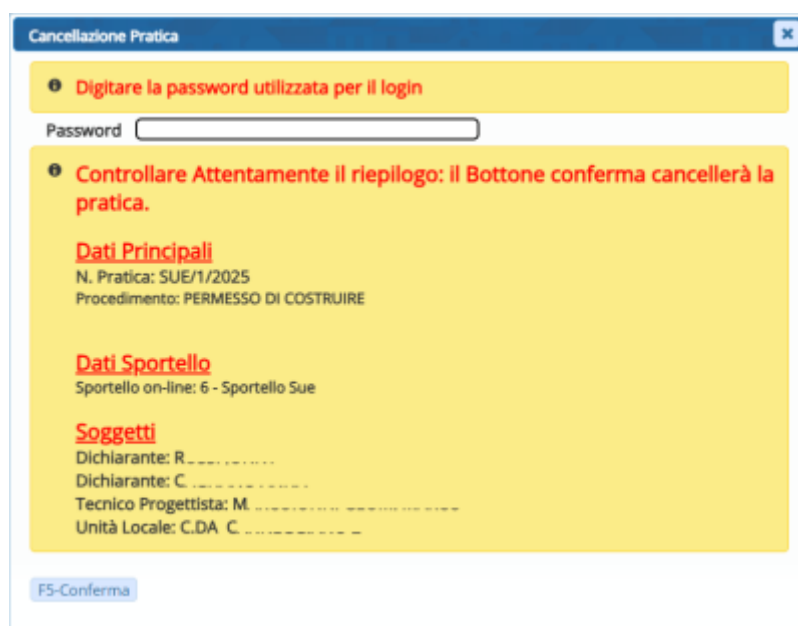 Cancellazione Pratica
Digitare la password utilizzata per il login
Password
Controllare Attentamente il riepilogo: il Bottone conferma cancellerà la
pratica.
Dati Principali
N. Pratica: SUE/1/2025
Procedimento: PERMESSO DI COSTRUIRE
Dati Sportello
Sportello on-line: 6 - Sportello Sue
Soggetti
Dichiarante: R
Dichiarante: C
Tecnico Progettista: M
Unità Locale: C.DA C
F5-Conferma